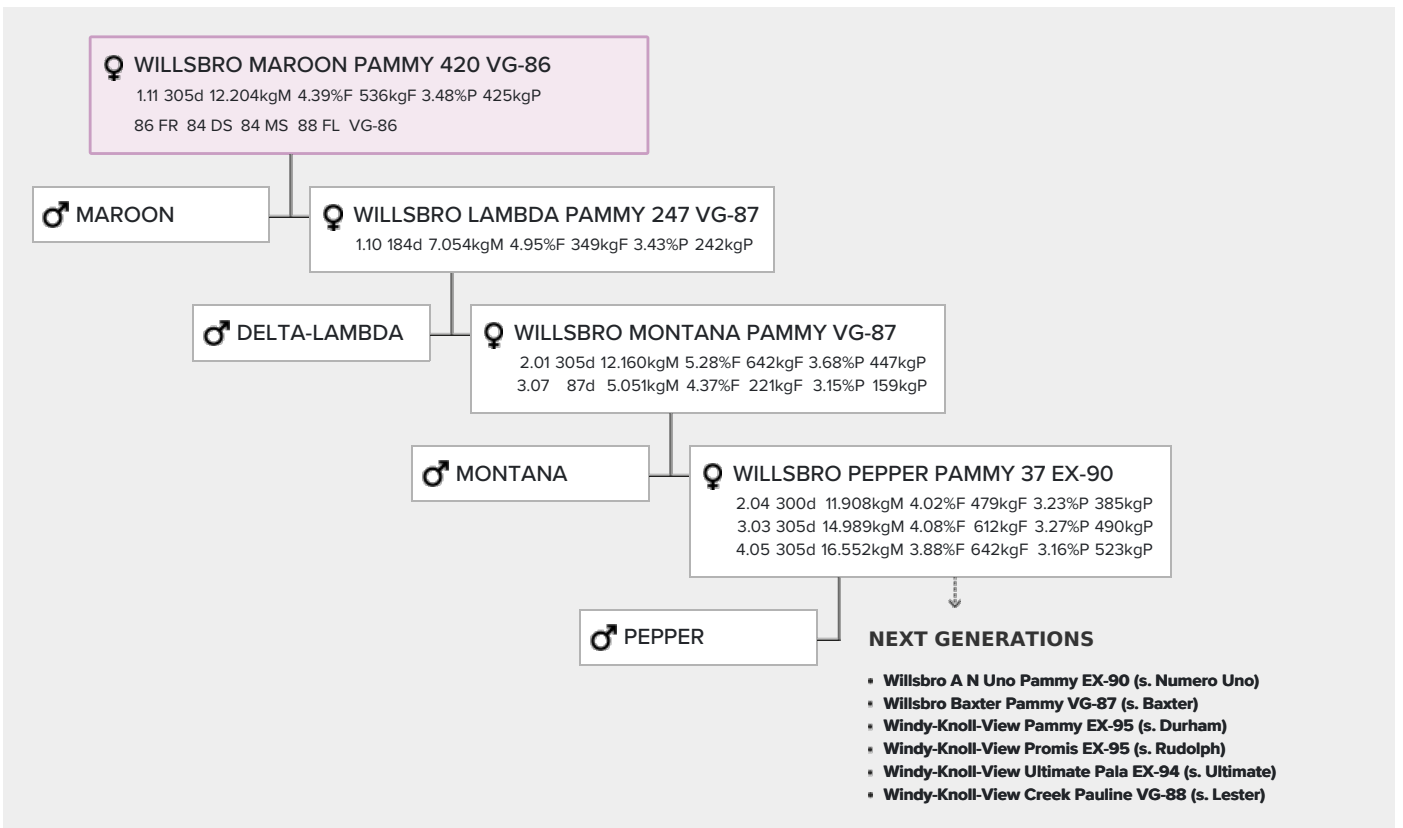 WILLSBRO MAROON PAMMY 420 VG-86
1.11 305d 12.204kgM 4.39%F 536kgF 3.48%P 425kgP
86 FR 84 DS 84 MS 88 FL VG-86
MAROON
WILLSBRO LAMBDA PAMMY 247 VG-87
1.10 184d 7.054kgM 4.95%F 349kgF 3.43%P 242kgP
DELTA-LAMBDA
WILLSBRO MONTANA PAMMY VG-87
2.01 305d 12.160kgM 5.28%F 642kgF 3.68%P 447kgP
3.07 87d 5.051kgM 4.37%F 221kgF 3.15%P 159kgP
MONTANA
WILLSBRO PEPPER PAMMY 37 EX-90
2.04 300d 11.908kgM 4.02%F 479kgF 3.23%P 385kgP
3.03 305d 14.989kgM 4.08%F 612kgF 3.27%P 490kgP
4.05 305d 16.552kgM 3.88%F 642kgF 3.16%P 523kgP
PEPPER
NEXT GENERATIONS
• Willsbro A N Uno Pammy EX-90 (s. Numero Uno)
• Willsbro Baxter Pammy VG-87 (s. Baxter)
• Windy-Knoll-View Pammy EX-95 (s. Durham)
• Windy-Knoll-View Promis EX-95 (s. Rudolph)
• Windy-Knoll-View Ultimate Pala EX-94 (s. Ultimate)
• Windy-Knoll-View Creek Pauline VG-88 (s. Lester)